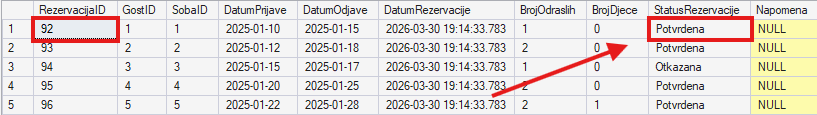 RezervacijaID GostID SobaID DatumPrijave DatumOdjave DatumRezervacije BrojOdraslih BrojDjece StatusRezervacije Napomena
1 92 1 1 2025-01-10 2025-01-15 2026-03-30 19:14:33.783 1 0 Potvrdena NULL
2 93 2 2 2025-01-12 2025-01-18 2026-03-30 19:14:33.783 2 0 Potvrdena NULL
3 94 3 3 2025-01-15 2025-01-17 2026-03-30 19:14:33.783 1 0 Otkazana NULL
4 95 4 4 2025-01-20 2025-01-25 2026-03-30 19:14:33.783 2 0 Potvrdena NULL
5 96 5 5 2025-01-22 2025-01-28 2026-03-30 19:14:33.783 2 1 Potvrdena NULL